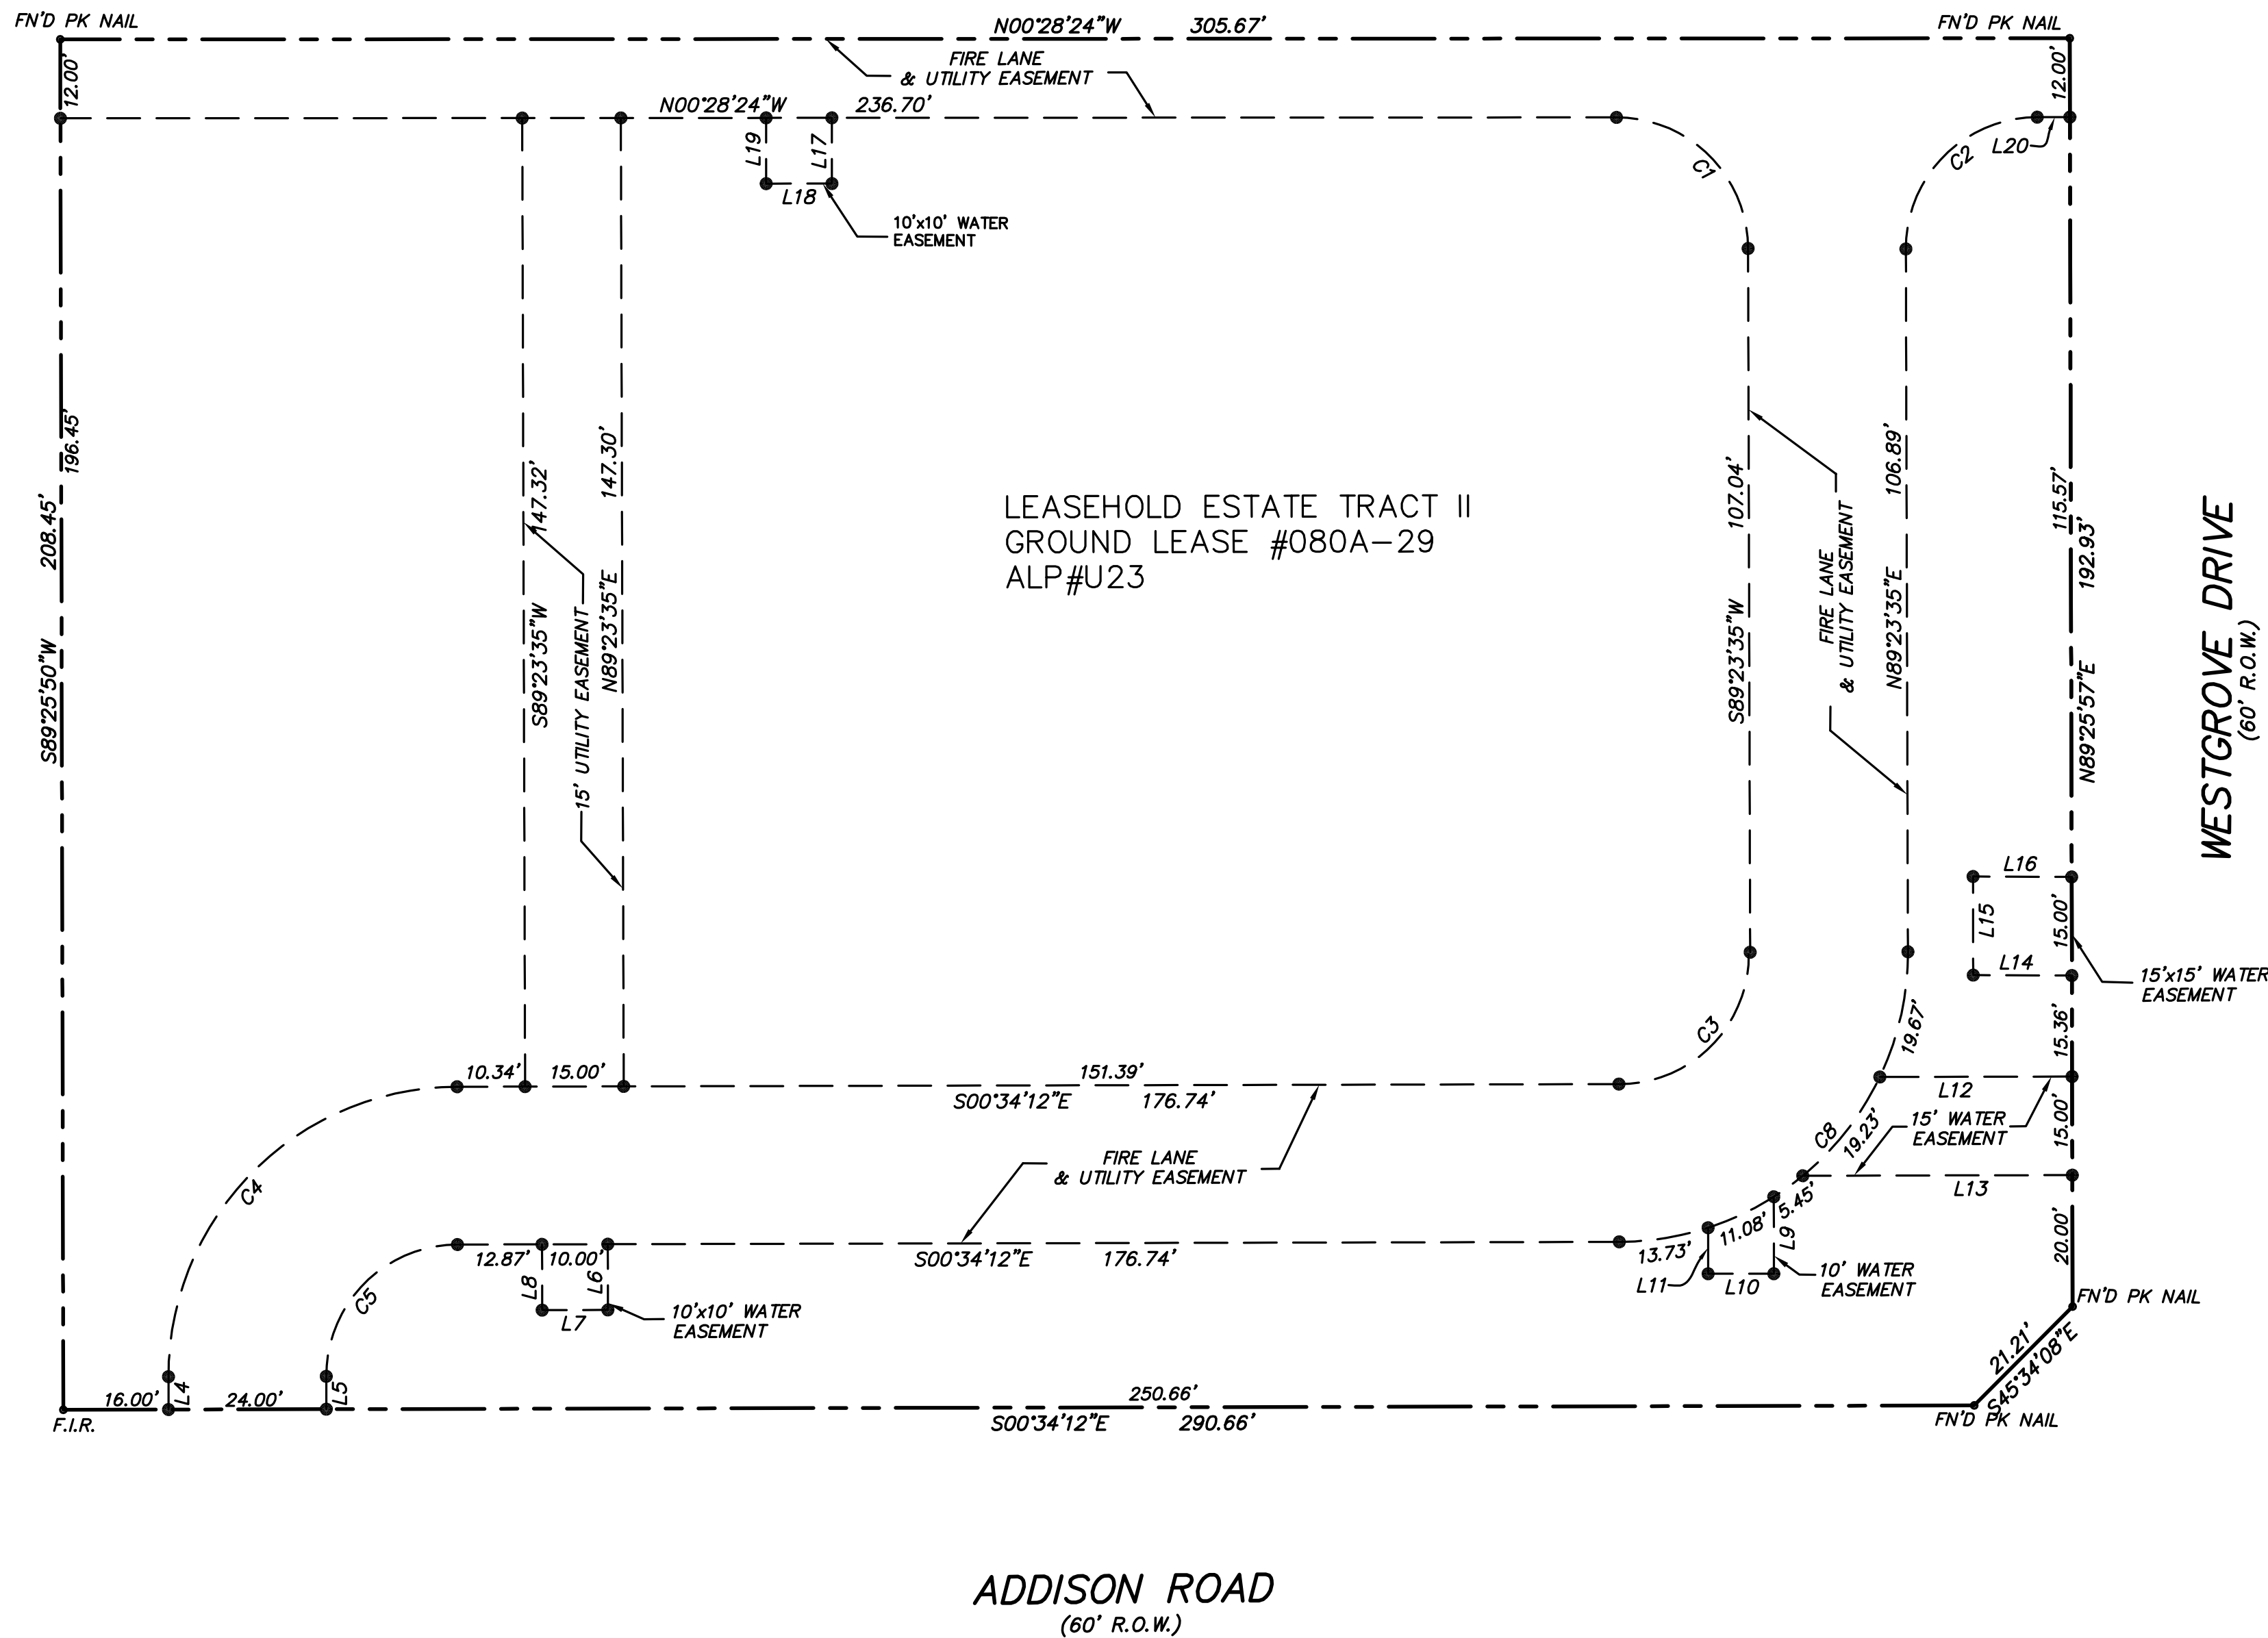 FN'D PK NAIL
N00°28'24"W 305.67'
FN'D PK NAIL
12.00'
FIRE LANE
& UTILITY EASEMENT
12.00'
N00°28'24"W 236.70'
L19
L17
L18
10'x10' WATER
EASEMENT
C1
C2
L20
196.45'
S89°25'50"W 208.45'
S89°23'35"W 147.32'
15' UTILITY EASEMENT
N89°23'35"E 147.30'
LEASEHOLD ESTATE TRACT II
GROUND LEASE #080A-29
ALP#U23
S89°23'35"W 107.04'
FIRE LANE
& UTILITY EASEMENT
N89°23'35"E 106.89'
115.57'
N89°25'57"E 192.93'
WESTGROVE DRIVE
(60' R.O.W.)
L16
L15
15.00'
L14
15'x15' WATER
EASEMENT
15.36'
C3
19.67'
10.34'
15.00'
151.39'
S00°34'12"E 176.74'
L12
C8
19.23'
15' WATER
EASEMENT
15.00'
L13
FIRE LANE
& UTILITY EASEMENT
C4
C5
12.87'
10.00'
S00°34'12"E 176.74'
L8
L6
L7
10'x10' WATER
EASEMENT
13.73'
11.08'
5.45'
L9
L11
L10
10' WATER
EASEMENT
20.00'
FN'D PK NAIL
21.21'
S45°34'08"E
16.00'
L4
24.00'
L5
250.66'
S00°34'12"E 290.66'
F.I.R.
FN'D PK NAIL
ADDISON ROAD
(60' R.O.W.)